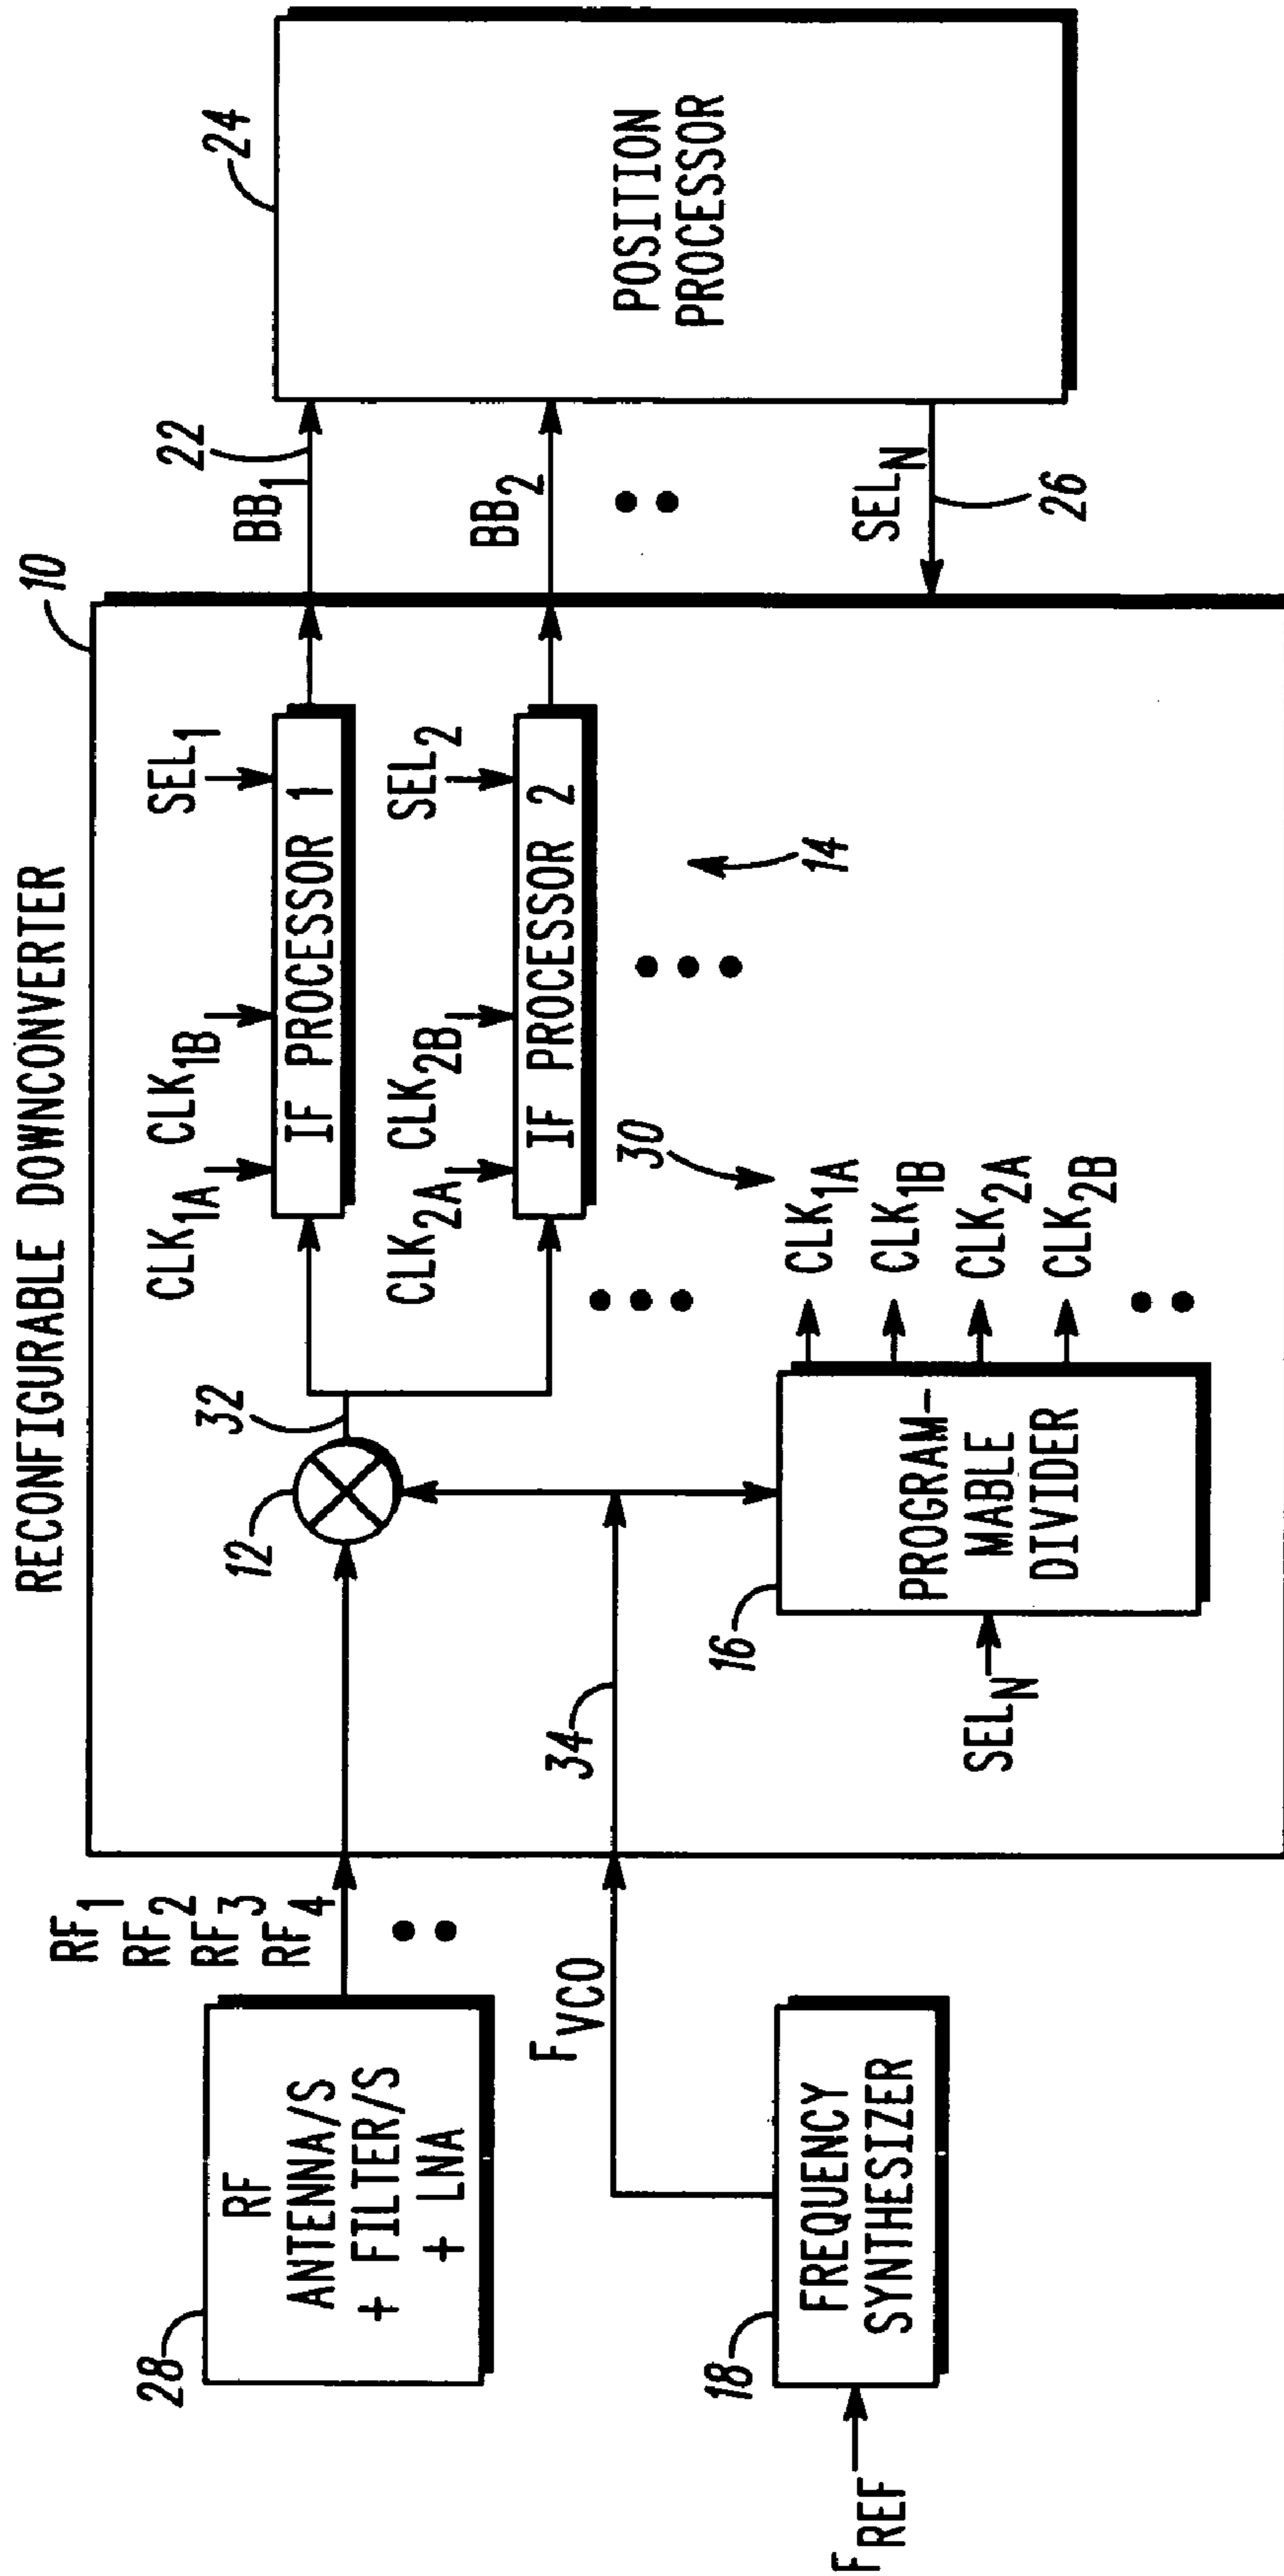 RECONFIGURABLE DOWNCONVERTER
10
28
RF
ANTENNA/S
+ FILTER/S
+ LNA
RF1
RF2
RF3
RF4
12
32
CLK1A
CLK1B
SEL1
IF PROCESSOR 1
CLK2A
CLK2B
SEL2
IF PROCESSOR 2
14
BB1
22
BB2
SELN
26
24
POSITION
PROCESSOR
FREF
18
FREQUENCY
SYNTHESIZER
FVCO
34
16
PROGRAM-
MABLE
DIVIDER
SELN
30
CLK1A
CLK1B
CLK2A
CLK2B